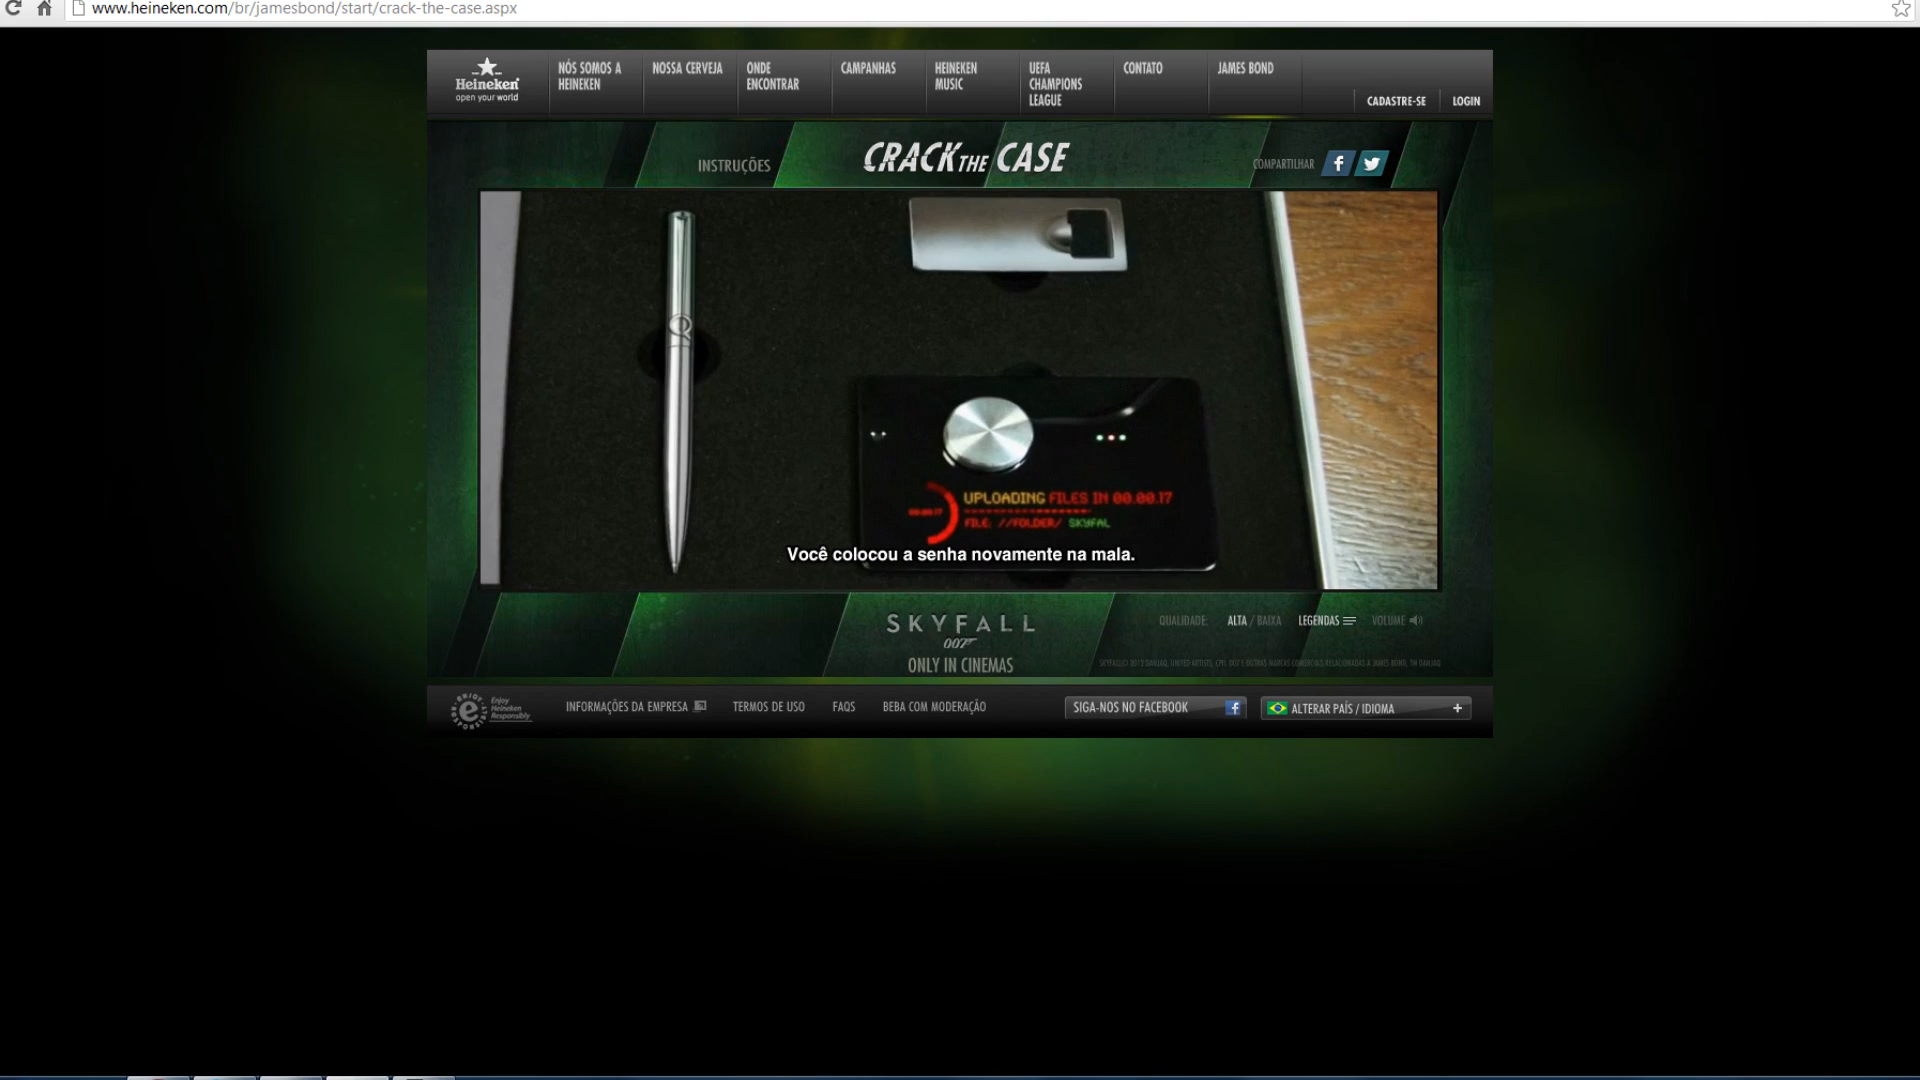 www.heineken.com/br/jamesbond/start/crack-the-case.aspx
Heineken
open your world
NÓS SOMOS A
HEINEKEN
NOSSA CERVEJA
ONDE
ENCONTRAR
CAMPANHAS
HEINEKEN
MUSIC
UEFA
CHAMPIONS
LEAGUE
CONTATO
JAMES BOND
CADASTRE-SE
LOGIN
INSTRUÇÕES
CRACK THE CASE
COMPARTILHAR
Q
UPLOADING FILES IN 00.00.17
FILE: //FOLDER/ SKYFAL
Você colocou a senha novamente na mala.
SKYFALL
007
ONLY IN CINEMAS
QUALIDADE: ALTA / BAIXA
LEGENDAS
VOLUME
Enjoy
Heineken
Responsibly
INFORMAÇÕES DA EMPRESA
TERMOS DE USO
FAQS
BEBA COM MODERAÇÃO
SIGA-NOS NO FACEBOOK
ALTERAR PAÍS / IDIOMA
+